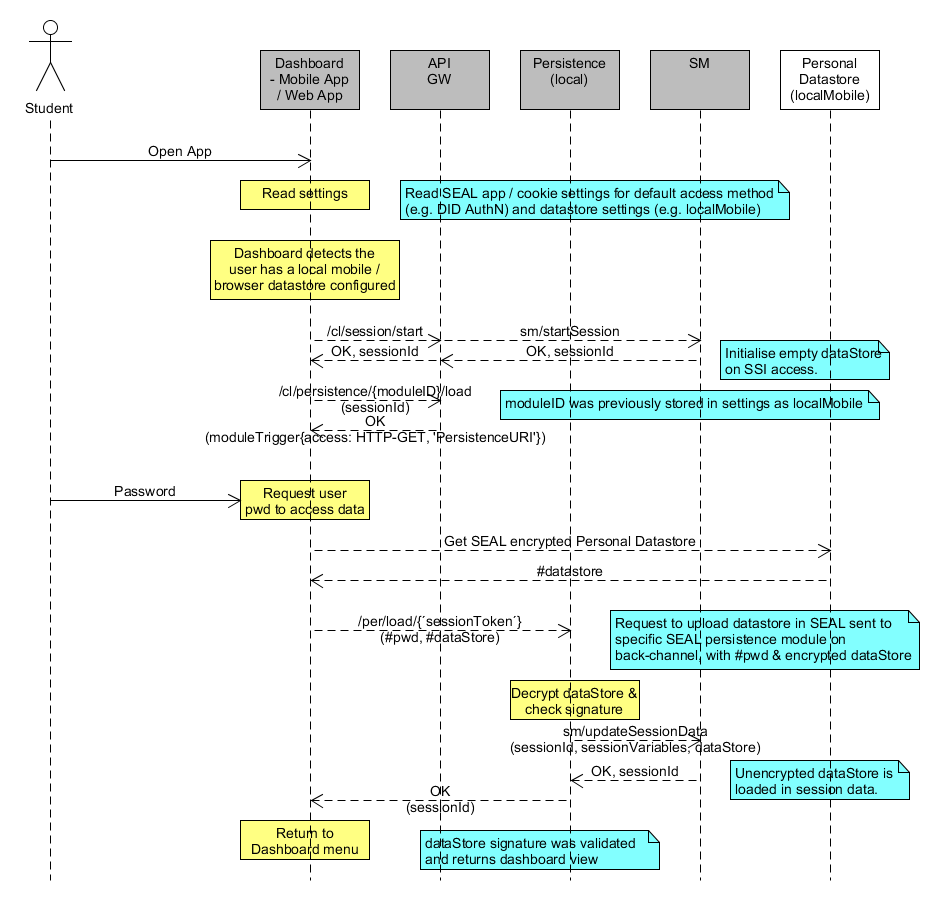 Student
Dashboard
- Mobile App
/ Web App
API
GW
Persistence
(local)
SM
Personal
Datastore
(localMobile)
Open App
Read settings
Read SEAL app / cookie settings for default access method
(e.g. DID AuthN) and datastore settings (e.g. localMobile)
Dashboard detects the
user has a local mobile /
browser datastore configured
/cl/session/start
sm/startSession
OK, sessionId
OK, sessionId
Initialise empty dataStore
on SSI access.
/cl/persistence/{moduleID}/load
(sessionId)
moduleID was previously stored in settings as localMobile
OK
(moduleTrigger{access: HTTP-GET, 'PersistenceURI'})
Password
Request user
pwd to access data
Get SEAL encrypted Personal Datastore
#datastore
/per/load/{´sessionToken´}
(#pwd, #dataStore)
Request to upload datastore in SEAL sent to
specific SEAL persistence module on
back-channel, with #pwd & encrypted dataStore
Decrypt dataStore &
check signature
sm/updateSessionData
(sessionId, sessionVariables, dataStore)
OK, sessionId
Unencrypted dataStore is
loaded in session data.
OK
(sessionId)
Return to
Dashboard menu
dataStore signature was validated
and returns dashboard view